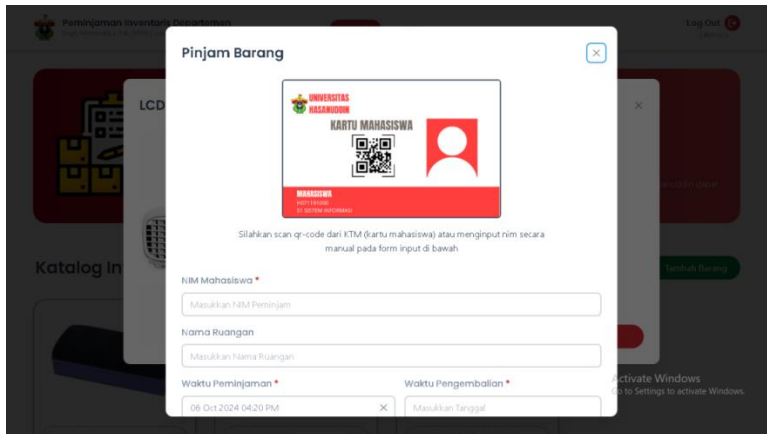 Peminjaman Inventaris Departemen
Log Out
Pinjam Barang
LCD
UNIVERSITAS
HASANUDDIN
KARTU MAHASISWA
MAHASISWA
S1 SISTEM INFORMASI
Silahkan scan qr-code dari KTM (kartu mahasiswa) atau menginput nim secara
manual pada form input di bawah
Katalog In
Tambah Barang
NIM Mahasiswa *
Masukkan NIM Peminjam
Nama Ruangan
Masukkan Nama Ruangan
Waktu Peminjaman *
Waktu Pengembalian *
06 Oct 2024 04:20 PM
Masukkan Tanggal
Activate Windows
Go to Settings to activate Windows.